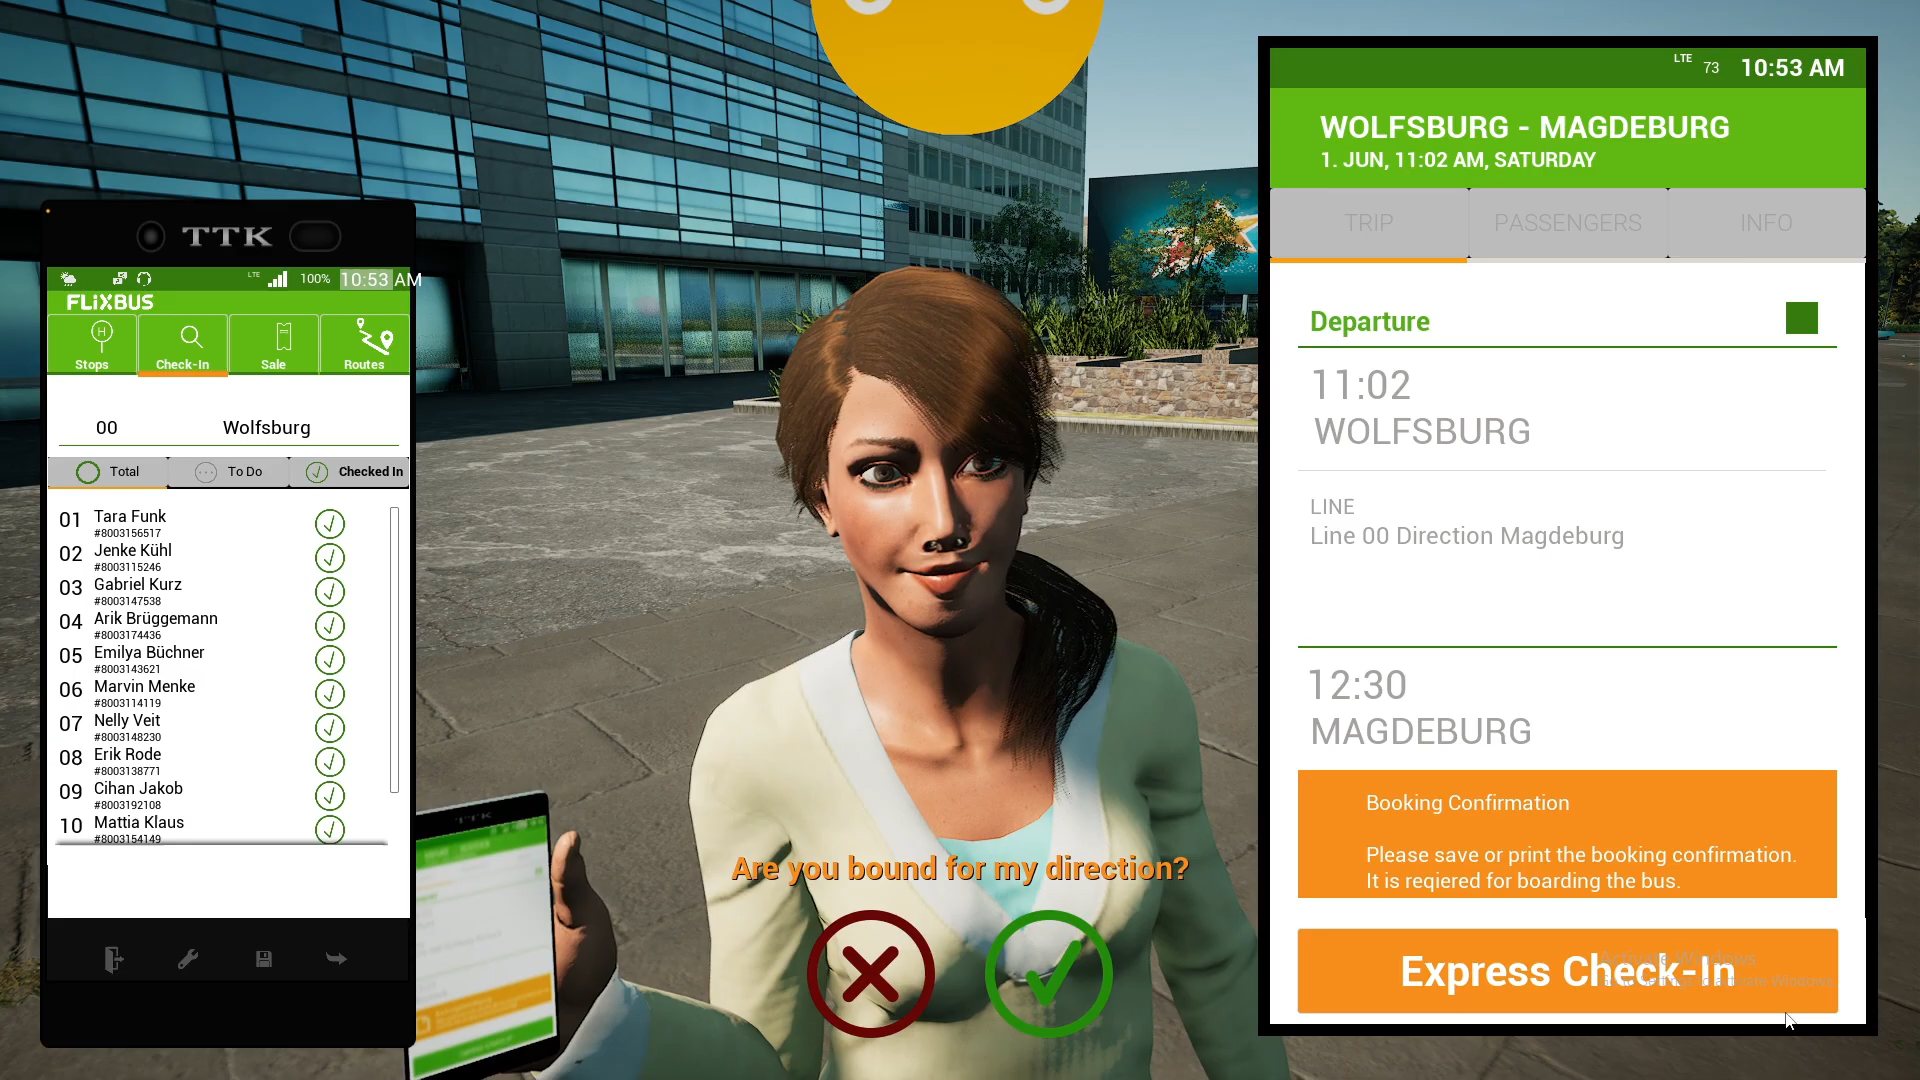 TTK
LTE 100% 10:53 AM
FLiXBUS
H
Stops Check-In Sale Routes
00 Wolfsburg
Total To Do Checked In
01 Tara Funk
#8003156517
02 Jenke Kühl
#8003115246
03 Gabriel Kurz
#8003147538
04 Arik Brüggemann
#8003174436
05 Emilya Büchner
#8003143621
06 Marvin Menke
#8003114119
07 Nelly Veit
#8003148230
08 Erik Rode
#8003138771
09 Cihan Jakob
#8003192108
10 Mattia Klaus
#8003154149
TTK
Are you bound for my direction?
LTE 73 10:53 AM
WOLFSBURG - MAGDEBURG
1. JUN, 11:02 AM, SATURDAY
TRIP PASSENGERS INFO
Departure
11:02
WOLFSBURG
LINE
Line 00 Direction Magdeburg
12:30
MAGDEBURG
Booking Confirmation
Please save or print the booking confirmation.
It is reqiered for boarding the bus.
Express Check-In
Activate Windows